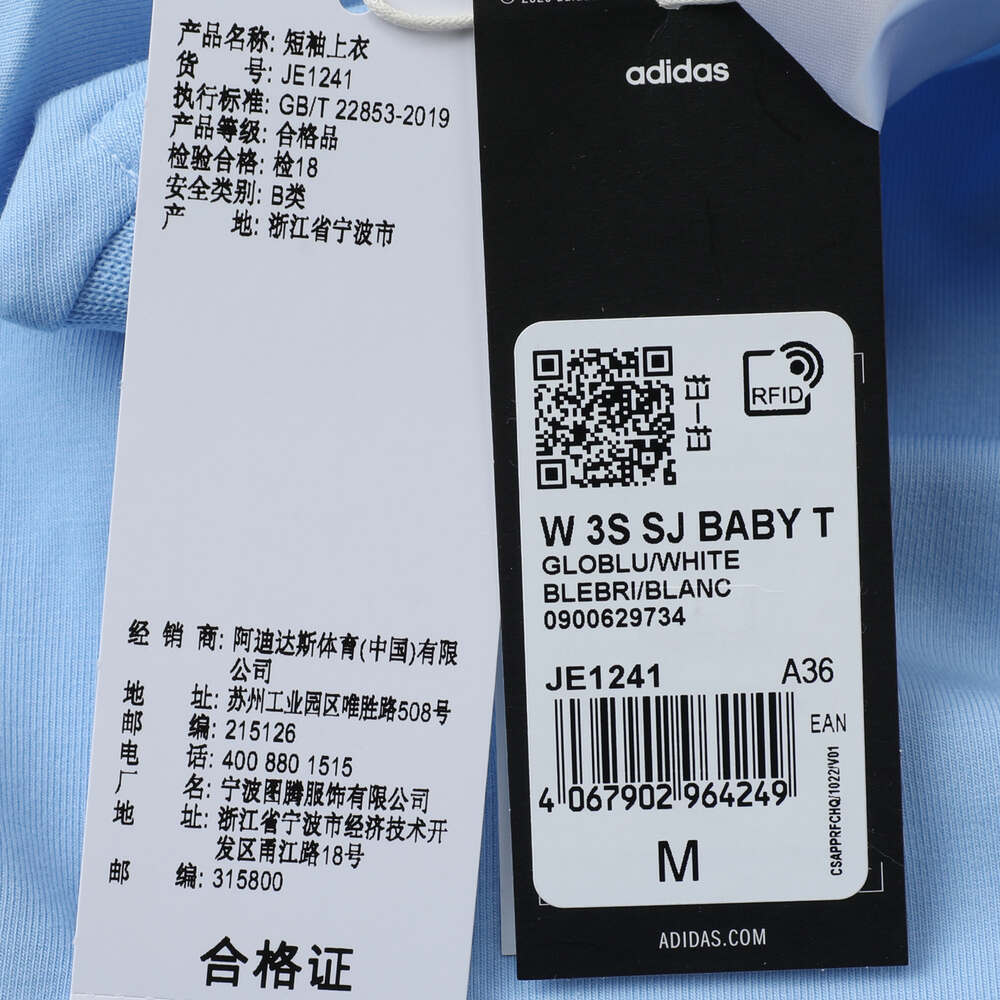 产品名称: 短袖上衣
货 号: JE1241
执行标准: GB/T 22853-2019
产品等级: 合格品
检验合格: 检18
安全类别: B类
产 地: 浙江省宁波市
经 销 商: 阿迪达斯体育(中国)有限
公司
地 址: 苏州工业园区唯胜路508号
邮 编: 215126
电 话: 400 880 1515
厂 名: 宁波图腾服饰有限公司
地 址: 浙江省宁波市经济技术开
发区甬江路18号
邮 编: 315800
合格证
adidas
扫一扫
RFID
W 3S SJ BABY T
GLOBLU/WHITE
BLEBRI/BLANC
0900629734
JE1241 A36
EAN
4 067902 964249
CSAPPRFCHQ/1022/V01
M
ADIDAS.COM